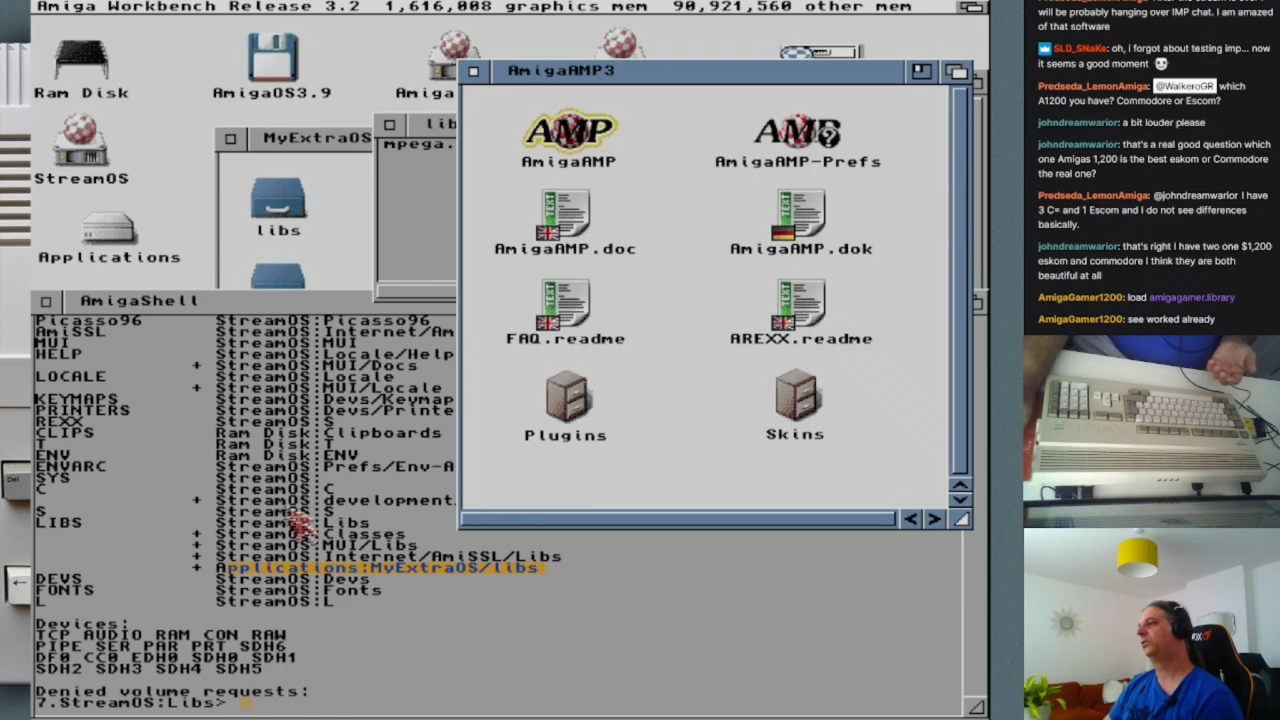 Amiga Workbench Release 3.2 1,616,008 graphics mem 90,921,560 other mem
Ram Disk
AmigaOS3.9
Amiga
StreamOS
Applications
MyExtraOS
libs
lib
mpega.
AmigaAMP3
AMP
AmigaAMP
AMP?
AmigaAMP-Prefs
TEXT
AmigaAMP.doc
TEXT
AmigaAMP.dok
TEXT
FAQ.readme
TEXT
AREXX.readme
Plugins
Skins
AmigaShell
Picasso96 StreamOS:Picasso96
AmiSSL StreamOS:Internet/Am
MUI StreamOS:MUI
HELP StreamOS:Locale/Help
+ StreamOS:MUI/Docs
LOCALE StreamOS:Locale
+ StreamOS:MUI/Locale
KEYMAPS StreamOS:Devs/Keymap
PRINTERS StreamOS:Devs/Printe
REXX StreamOS:S
CLIPS Ram Disk:Clipboards
T Ram Disk:T
ENV Ram Disk:ENV
ENVARC StreamOS:Prefs/Env-A
SYS StreamOS:
C StreamOS:C
+ StreamOS:development.
S StreamOS:S
LIBS StreamOS:Libs
+ StreamOS:Classes
+ StreamOS:MUI/Libs
+ StreamOS:Internet/AmiSSL/Libs
+ Applications:MyExtraOS/libs
DEVS StreamOS:Devs
FONTS StreamOS:Fonts
L StreamOS:L
Devices:
TCP AUDIO RAM CON RAW
PIPE SER PAR PRT SDH6
DF0 CC0 EDH0 SDH0 SDH1
SDH2 SDH3 SDH4 SDH5
Denied volume requests:
7.StreamOS:Libs>
will be probably hanging over IMP chat. I am amazed
of that software
SLD_SNaKe: oh, i forgot about testing imp... now
it seems a good moment
Predseda_LemonAmiga: @WalkeroGR which
A1200 you have? Commodore or Escom?
johndreamwarior: a bit louder please
johndreamwarior: that's a real good question which
one Amigas 1,200 is the best eskom or Commodore
the real one?
Predseda_LemonAmiga: @johndreamwarior I have
3 C= and 1 Escom and I do not see differences
basically.
johndreamwarior: that's right I have two one $1,200
eskom and commodore I think they are both
beautiful at all
AmigaGamer1200: load amigagamer.library
AmigaGamer1200: see worked already
Del